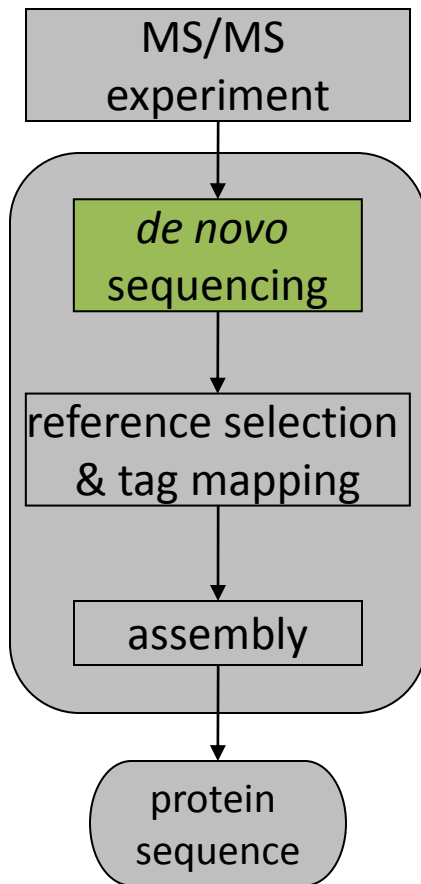 MS/MS
experiment
de novo
sequencing
reference selection
& tag mapping
assembly
protein
sequence